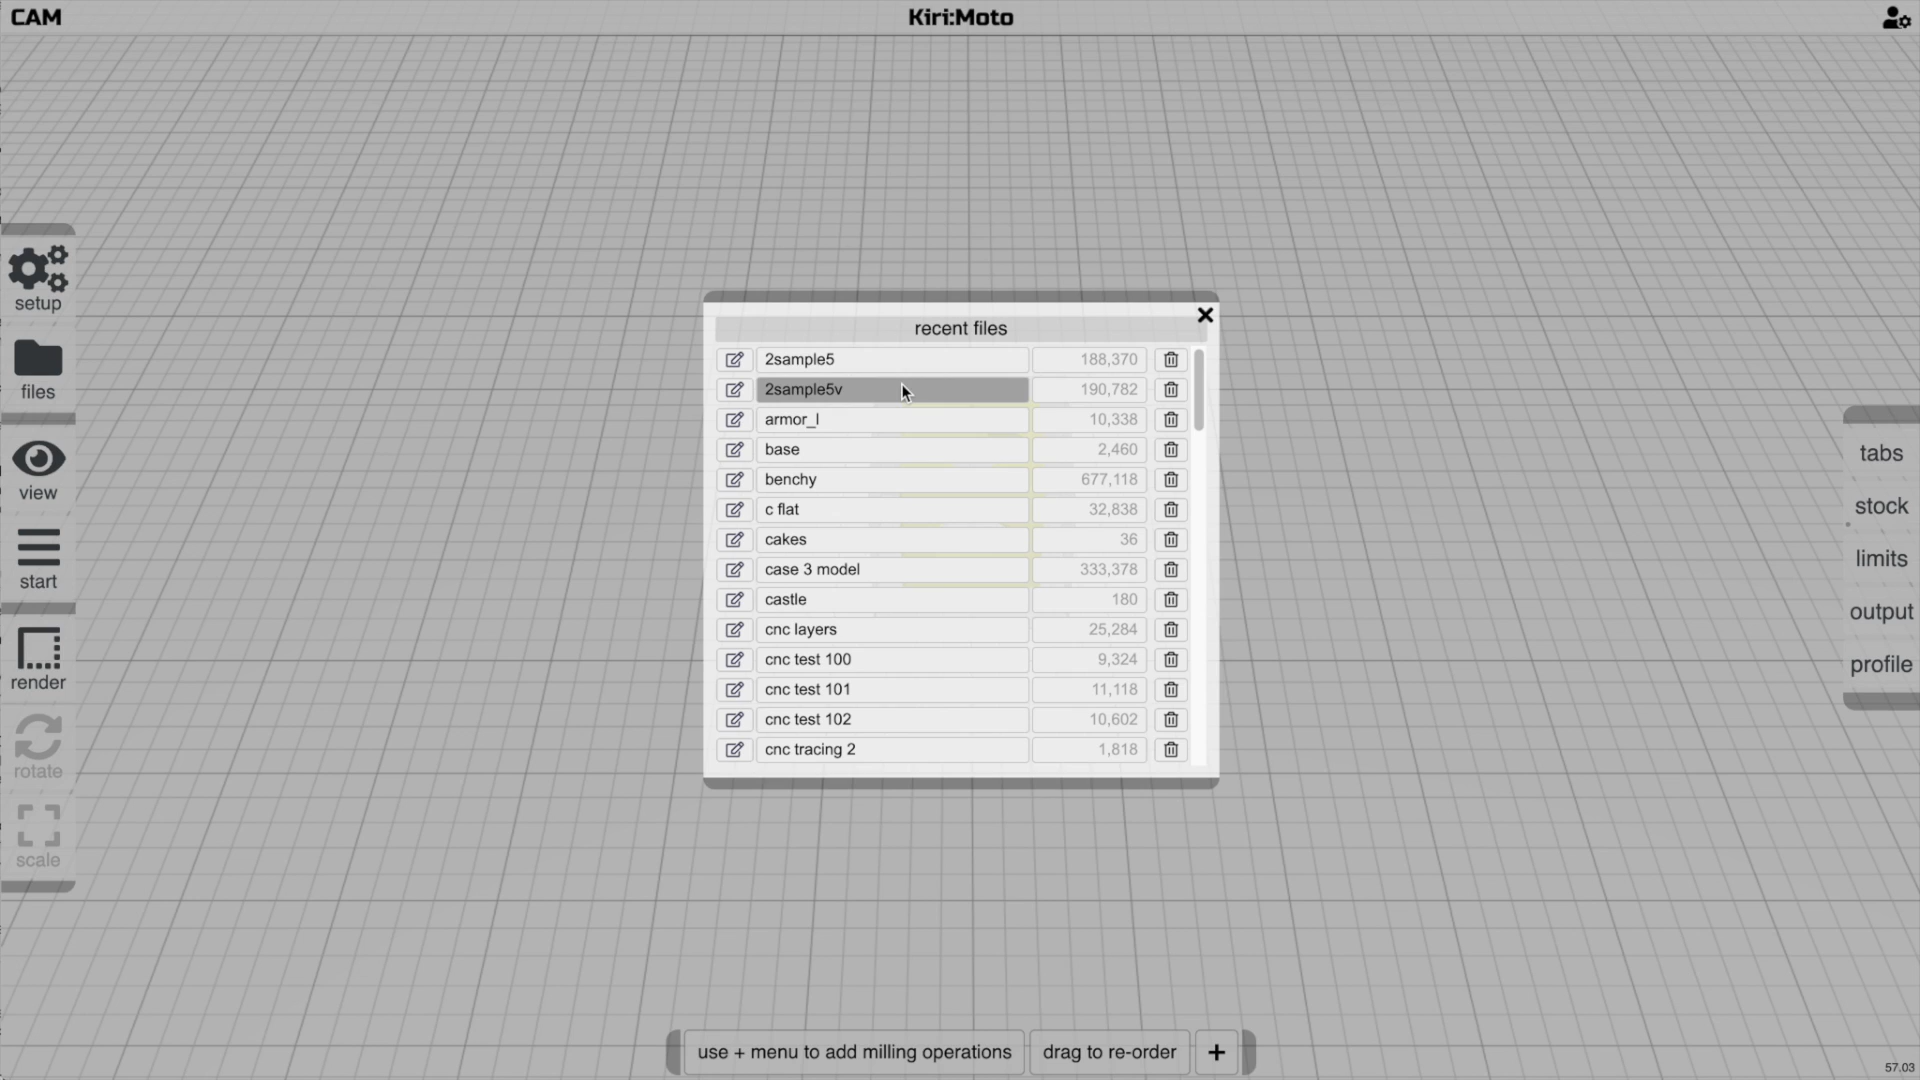 CAM
Kiri:Moto
setup
files
view
start
render
rotate
scale
recent files
2sample5 188,370
2sample5v 190,782
armor_l 10,338
base 2,460
benchy 677,118
c flat 32,838
cakes 36
case 3 model 333,378
castle 180
cnc layers 25,284
cnc test 100 9,324
cnc test 101 11,118
cnc test 102 10,602
cnc tracing 2 1,818
tabs
stock
limits
output
profile
use + menu to add milling operations drag to re-order +
57.03